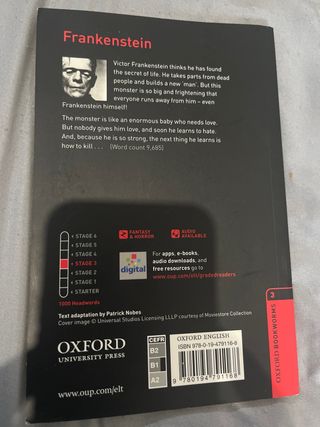 Frankenstein
Victor Frankenstein thinks he has found
the secret of life. He takes parts from dead
people and builds a new 'man'. But this
monster is so big and frightening that
everyone runs away from him – even
Frankenstein himself!
The monster is like an enormous baby who needs love.
But nobody gives him love, and soon he learns to hate.
And, because he is so strong, the next thing he learns is
how to kill . . . (Word count 9,685)
STAGE 6
STAGE 5
STAGE 4
STAGE 3
STAGE 2
STAGE 1
STARTER
1000 Headwords
FANTASY
& HORROR
AUDIO
AVAILABLE
digital
For apps, e-books,
audio downloads, and
free resources go to
www.oup.com/elt/gradedreaders
Text adaptation by Patrick Nobes
Cover image © Universal Studios Licensing LLLP courtesy of Moviestore Collection
OXFORD
UNIVERSITY PRESS
www.oup.com/elt
CEFR
B2
B1
A2
OXFORD ENGLISH
ISBN 978-0-19-479116-8
9 780194 791168
3
OXFORD BOOKWORMS